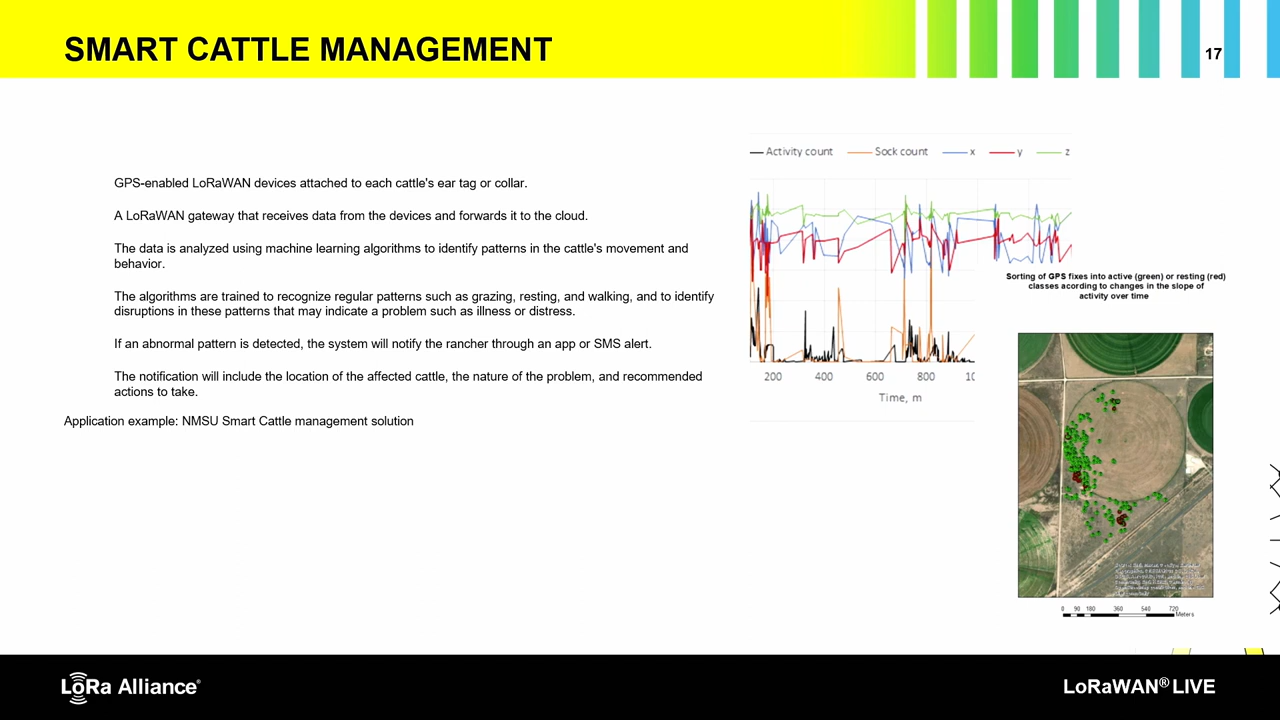 SMART CATTLE MANAGEMENT
17
GPS-enabled LoRaWAN devices attached to each cattle's ear tag or collar.
A LoRaWAN gateway that receives data from the devices and forwards it to the cloud.
The data is analyzed using machine learning algorithms to identify patterns in the cattle's movement and
behavior.
The algorithms are trained to recognize regular patterns such as grazing, resting, and walking, and to identify
disruptions in these patterns that may indicate a problem such as illness or distress.
If an abnormal pattern is detected, the system will notify the rancher through an app or SMS alert.
The notification will include the location of the affected cattle, the nature of the problem, and recommended
actions to take.
Application example: NMSU Smart Cattle management solution
Activity count Sock count x y z
200 400 600 800 10
Time, m
Sorting of GPS fixes into active (green) or resting (red)
classes acording to changes in the slope of
activity over time
0 90 180 360 540 720
Meters
LoRa Alliance®
LoRaWAN® LIVE